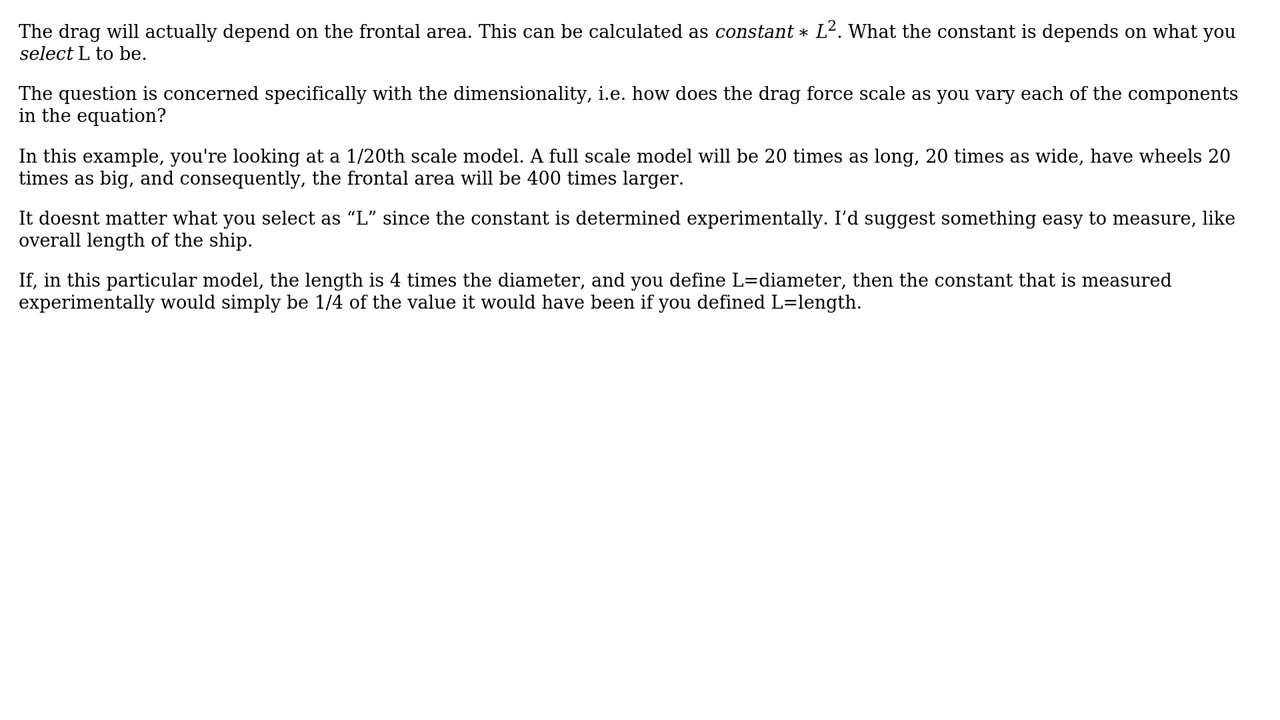 The drag will actually depend on the frontal area. This can be calculated as constant ∗ L². What the constant is depends on what you
select L to be.
The question is concerned specifically with the dimensionality, i.e. how does the drag force scale as you vary each of the components
in the equation?
In this example, you're looking at a 1/20th scale model. A full scale model will be 20 times as long, 20 times as wide, have wheels 20
times as big, and consequently, the frontal area will be 400 times larger.
It doesnt matter what you select as “L” since the constant is determined experimentally. I’d suggest something easy to measure, like
overall length of the ship.
If, in this particular model, the length is 4 times the diameter, and you define L=diameter, then the constant that is measured
experimentally would simply be 1/4 of the value it would have been if you defined L=length.